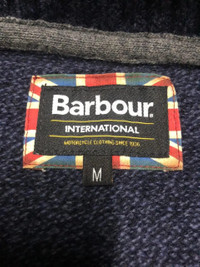 Barbour
INTERNATIONAL
MOTORCYCLE CLOTHING SINCE 1936
M